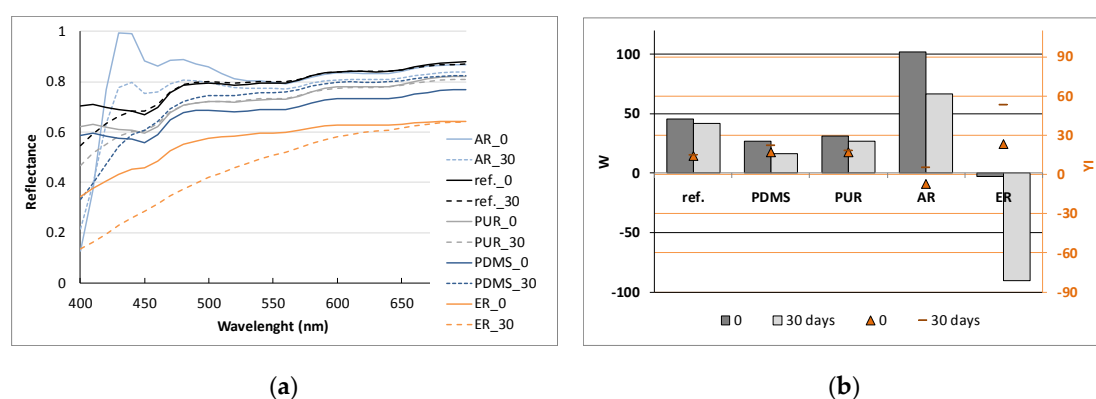 1
0.8
0.6
0.4
0.2
0
400 450 500 550 600 650
Reflectance
Wavelenght (nm)
AR_0
AR_30
ref._0
ref._30
PUR_0
PUR_30
PDMS_0
PDMS_30
ER_0
ER_30
(a)
100
50
0
-50
-100
W
ref. PDMS PUR AR ER
90
60
30
0
-30
-60
-90
YI
0 30 days 0 30 days
(b)